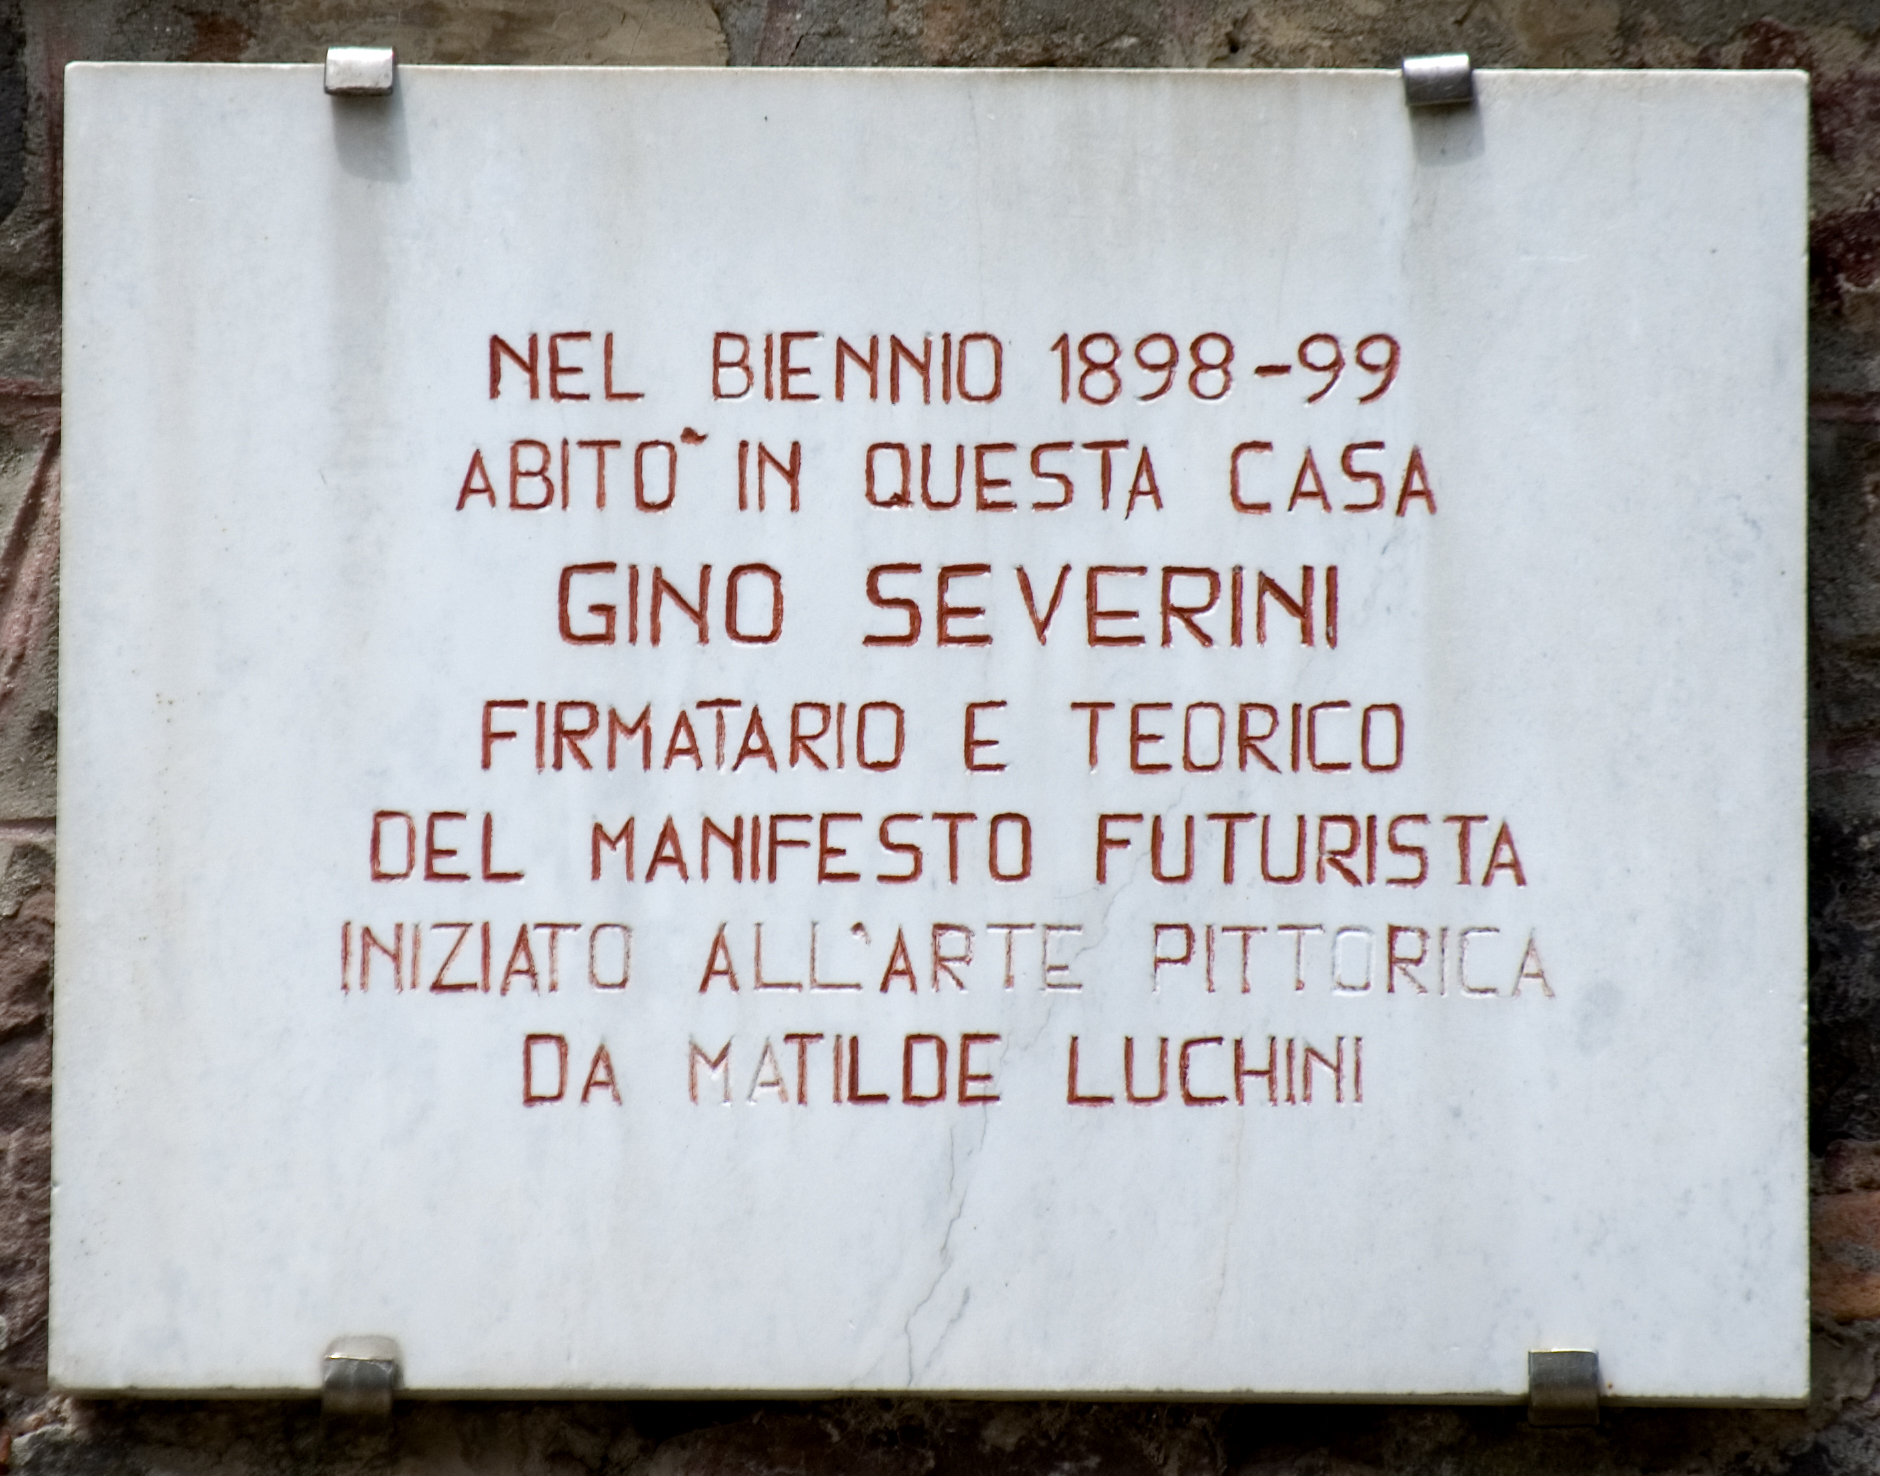 NEL BIENNIO 1898-99
ABITÒ IN QUESTA CASA
GINO SEVERINI
FIRMATARIO E TEORICO
DEL MANIFESTO FUTURISTA
INIZIATO ALL'ARTE PITTORICA
DA MATILDE LUCHINI